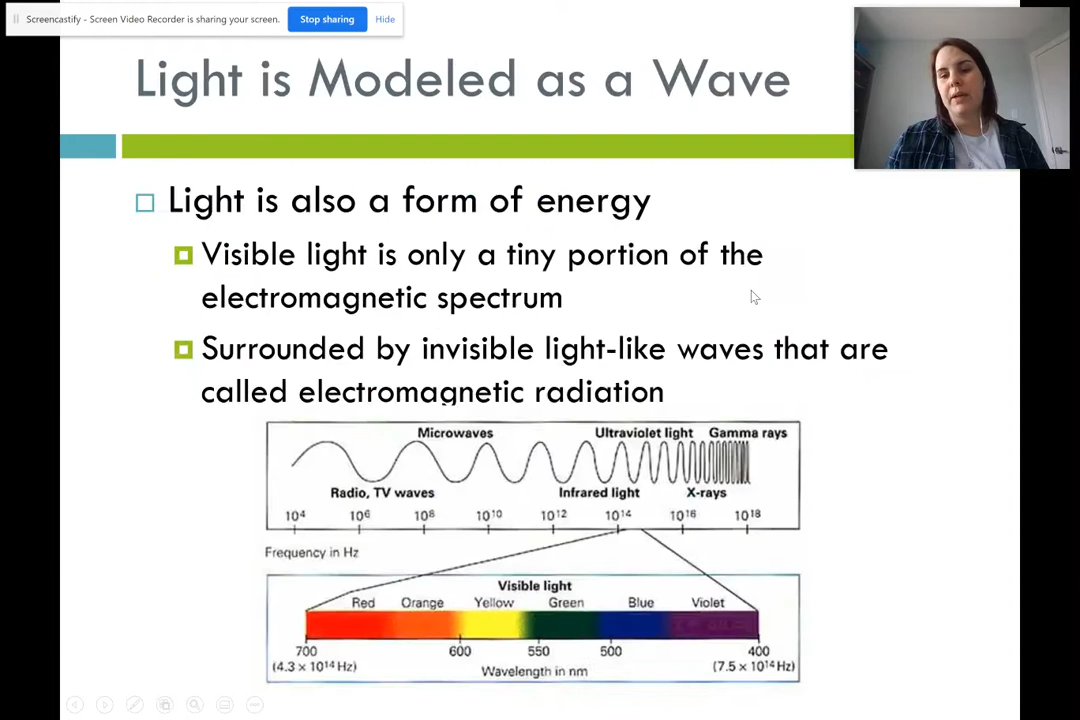 Screencastify - Screen Video Recorder is sharing your screen. Stop sharing Hide
Light is Modeled as a Wave
Light is also a form of energy
Visible light is only a tiny portion of the
electromagnetic spectrum
Surrounded by invisible light-like waves that are
called electromagnetic radiation
Microwaves Ultraviolet light Gamma rays
Radio, TV waves Infrared light X-rays
10⁴ 10⁶ 10⁸ 10¹⁰ 10¹² 10¹⁴ 10¹⁶ 10¹⁸
Frequency in Hz
Visible light
Red Orange Yellow Green Blue Violet
700 600 550 500 400
(4.3 x 10¹⁴ Hz) Wavelength in nm (7.5 x 10¹⁴ Hz)